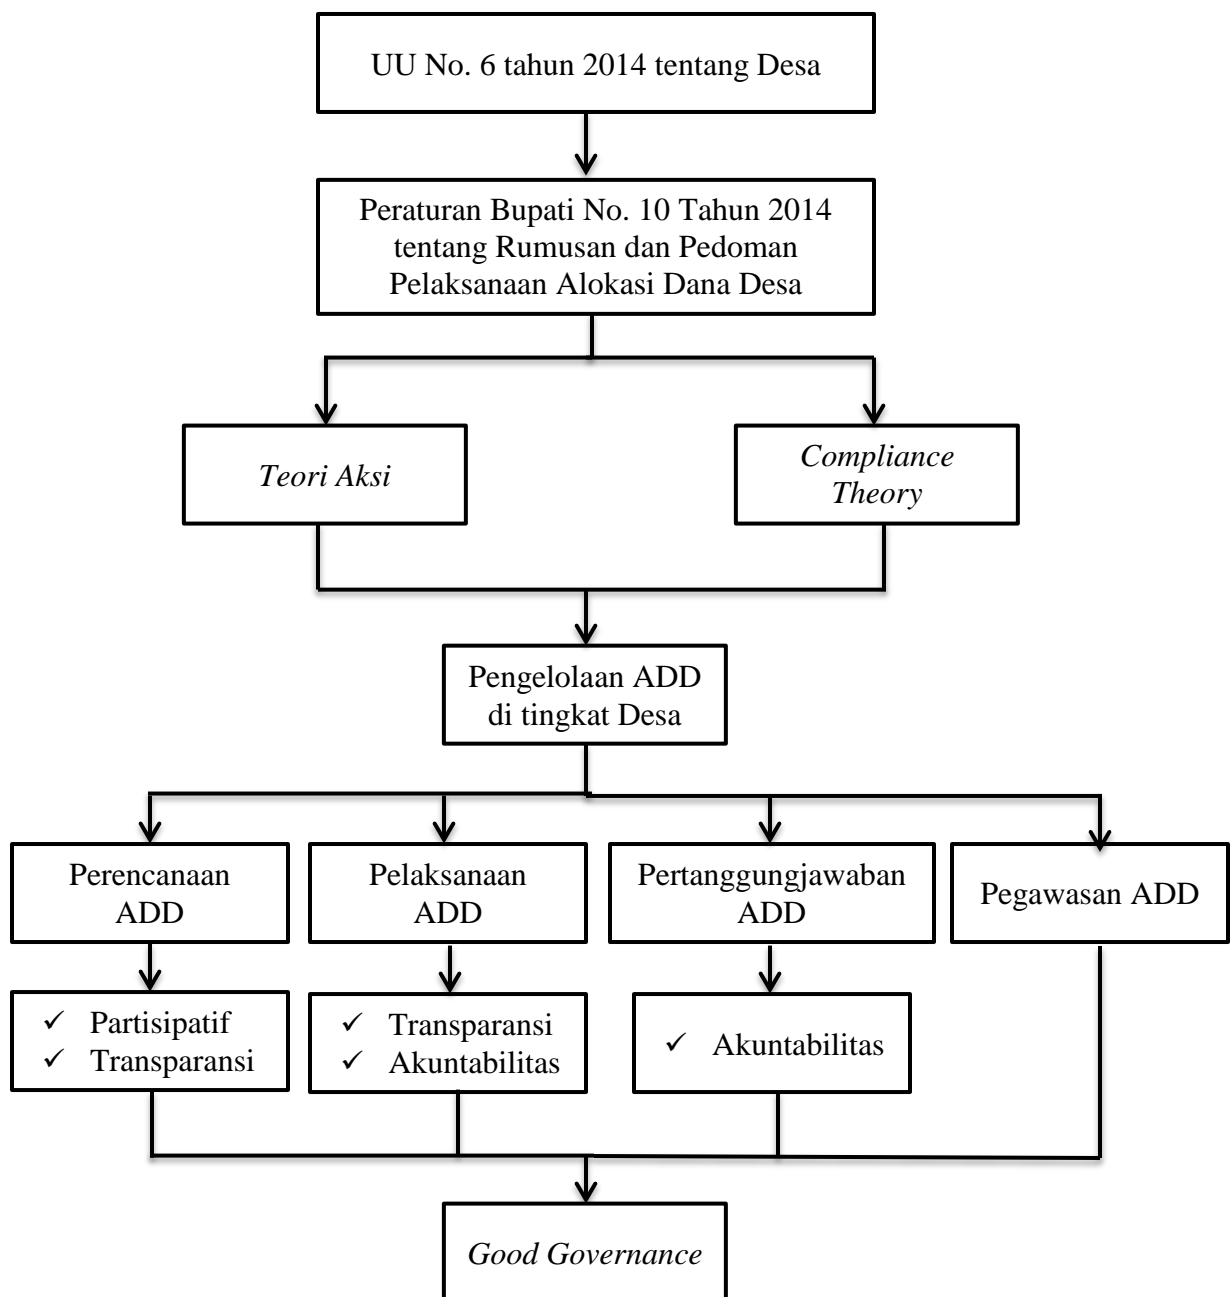 UU No. 6 tahun 2014 tentang Desa
Peraturan Bupati No. 10 Tahun 2014
tentang Rumusan dan Pedoman
Pelaksanaan Alokasi Dana Desa
Teori Aksi
Compliance
Theory
Pengelolaan ADD
di tingkat Desa
Perencanaan
ADD
Pelaksanaan
ADD
Pertanggungjawaban
ADD
Pegawasan ADD
✓ Partisipatif
✓ Transparansi
✓ Transparansi
✓ Akuntabilitas
✓ Akuntabilitas
Good Governance